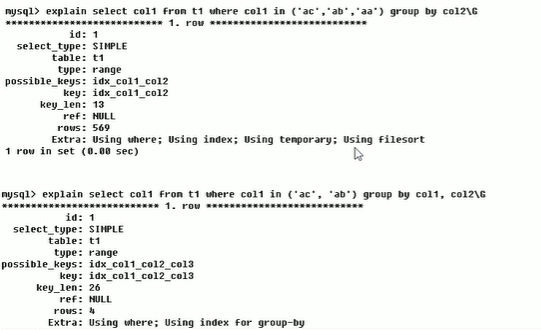 mysql> explain select col1 from t1 where col1 in ('ac','ab','aa') group by col2\G
*************************** 1. row ***************************
id: 1
select_type: SIMPLE
table: t1
type: range
possible_keys: idx_col1_col2
key: idx_col1_col2
key_len: 13
ref: NULL
rows: 569
Extra: Using where; Using index; Using temporary; Using filesort
1 row in set (0.00 sec)
mysql> explain select col1 from t1 where col1 in ('ac', 'ab') group by col1, col2\G
*************************** 1. row ***************************
id: 1
select_type: SIMPLE
table: t1
type: range
possible_keys: idx_col1_col2_col3
key: idx_col1_col2_col3
key_len: 26
ref: NULL
rows: 4
Extra: Using where; Using index for group-by